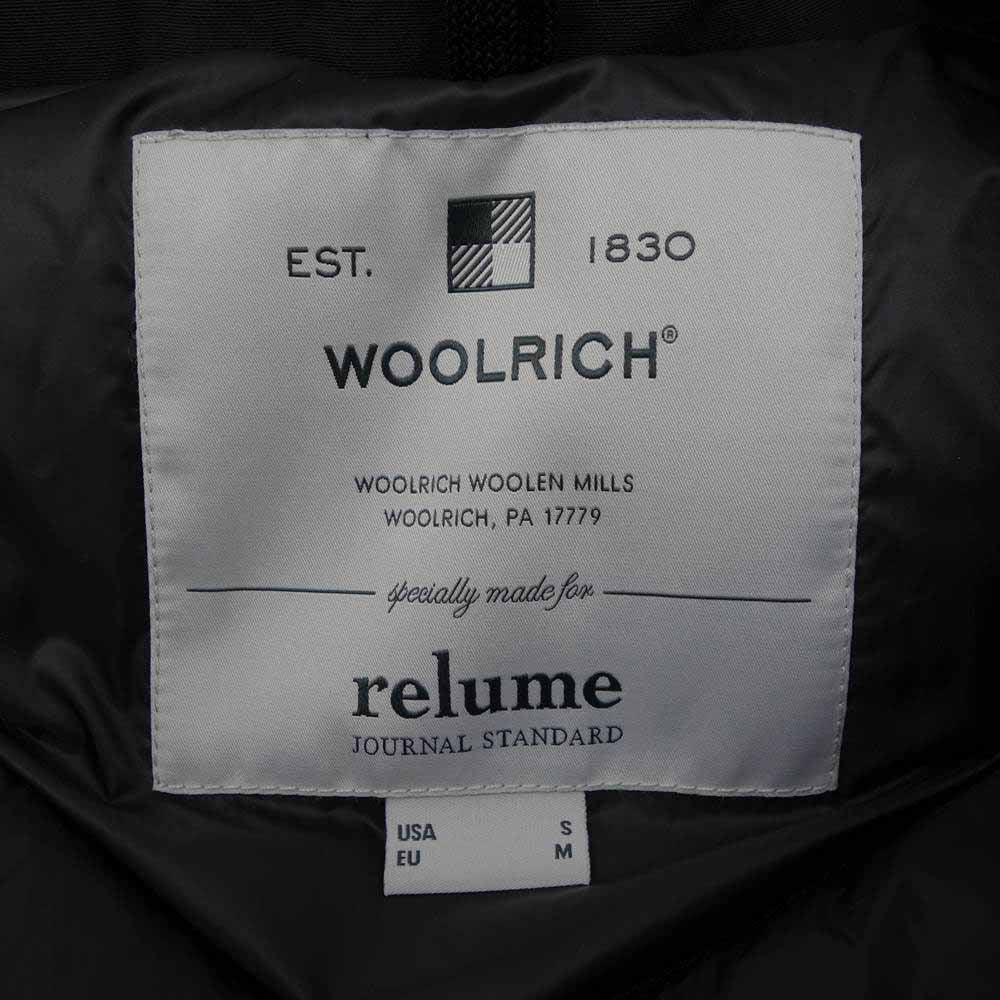 EST. 1830
WOOLRICH®
WOOLRICH WOOLEN MILLS
WOOLRICH, PA 17779
specially made for
relume
JOURNAL STANDARD
USA S
EU M